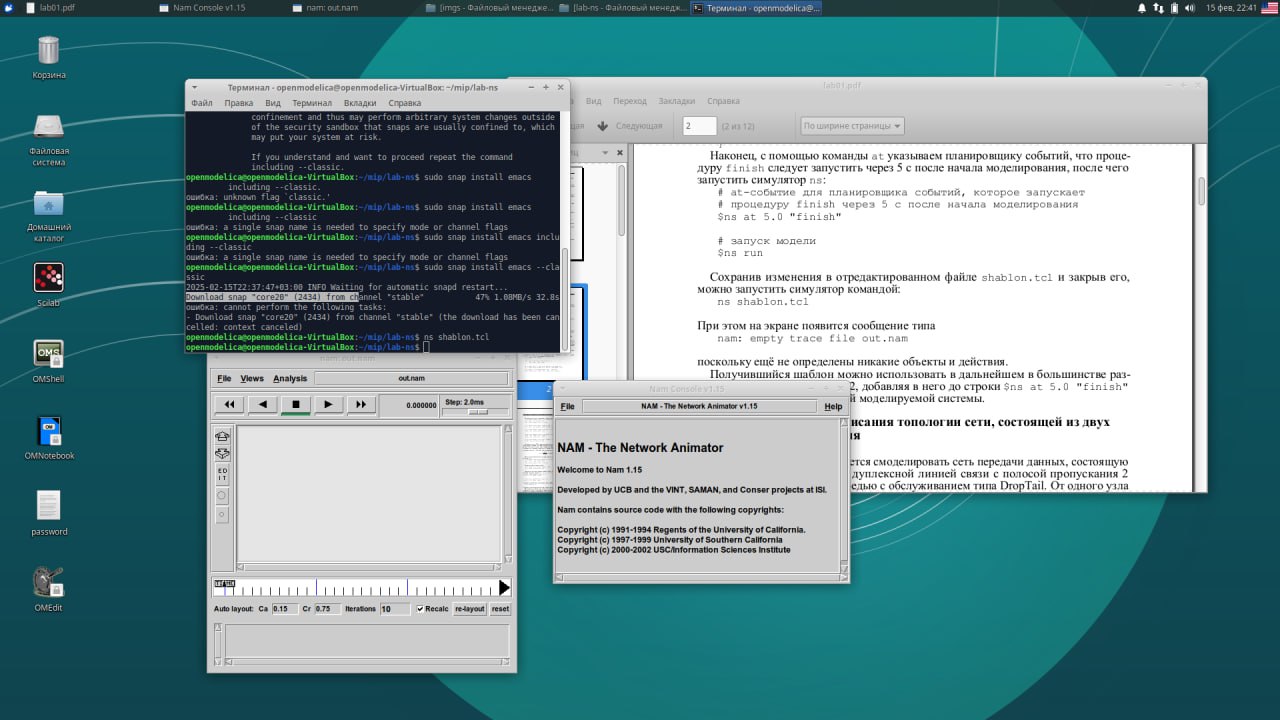 lab01.pdf
Nam Console v1.15
nam: out.nam
[imgs - Файловый менедже...
[lab-ns - Файловый менедж...
Терминал - openmodelica@...
15 фев, 22:41
Корзина
Файловая
система
Домашний
каталог
Scilab
OMS
OMShell
OM
OMNotebook
password
OMEdit
Терминал - openmodelica@openmodelica-VirtualBox: ~/mip/lab-ns
Файл Правка Вид Терминал Вкладки Справка
confinement and thus may perform arbitrary system changes outside
of the security sandbox that snaps are usually confined to, which
may put your system at risk.
If you understand and want to proceed repeat the command
including --classic.
openmodelica@openmodelica-VirtualBox:~/mip/lab-ns$ sudo snap install emacs
including --classic.
ошибка: unknown flag `classic.'
openmodelica@openmodelica-VirtualBox:~/mip/lab-ns$ sudo snap install emacs
including --classic
ошибка: a single snap name is needed to specify mode or channel flags
openmodelica@openmodelica-VirtualBox:~/mip/lab-ns$ sudo snap install emacs inclu
ding --classic
ошибка: a single snap name is needed to specify mode or channel flags
openmodelica@openmodelica-VirtualBox:~/mip/lab-ns$ sudo snap install emacs --cla
ssic
2025-02-15T22:37:47+03:00 INFO Waiting for automatic snapd restart...
Download snap "core20" (2434) from channel "stable" 47% 1.08MB/s 32.8s
ошибка: cannot perform the following tasks:
- Download snap "core20" (2434) from channel "stable" (the download has been can
celled: context canceled)
openmodelica@openmodelica-VirtualBox:~/mip/lab-ns$ ns shablon.tcl
openmodelica@openmodelica-VirtualBox:~/mip/lab-ns$
lab01.pdf
Вид Переход Закладки Справка
Следующая
2
(2 из 12)
По ширине страницы
2
Наконец, с помощью команды at указываем планировщику событий, что проце-
дуру finish следует запустить через 5 с после начала моделирования, после чего
запустить симулятор ns:
# at-событие для планировщика событий, которое запускает
# процедуру finish через 5 с после начала моделирования
$ns at 5.0 "finish"
# запуск модели
$ns run
Сохранив изменения в отредактированном файле shablon.tcl и закрыв его,
можно запустить симулятор командой:
ns shablon.tcl
При этом на экране появится сообщение типа
nam: empty trace file out.nam
поскольку ещё не определены никакие объекты и действия.
Получившийся шаблон можно использовать в дальнейшем в большинстве раз-
2, добавляя в него до строки $ns at 5.0 "finish"
й моделируемой системы.
исания топологии сети, состоящей из двух
я
ется смоделировать сеть передачи данных, состоящую
дуплексной линией связи с полосой пропускания 2
едью с обслуживанием типа DropTail. От одного узла
nam: out.nam
File Views Analysis
out.nam
0.000000
Step: 2.0ms
ED
IT
Auto layout: Ca 0.15 Cr 0.75 Iterations 10 Recalc re-layout reset
Nam Console v1.15
File
NAM - The Network Animator v1.15
Help
NAM - The Network Animator
Welcome to Nam 1.15
Developed by UCB and the VINT, SAMAN, and Conser projects at ISI.
Nam contains source code with the following copyrights:
Copyright (c) 1991-1994 Regents of the University of California.
Copyright (c) 1997-1999 University of Southern California
Copyright (c) 2000-2002 USC/Information Sciences Institute